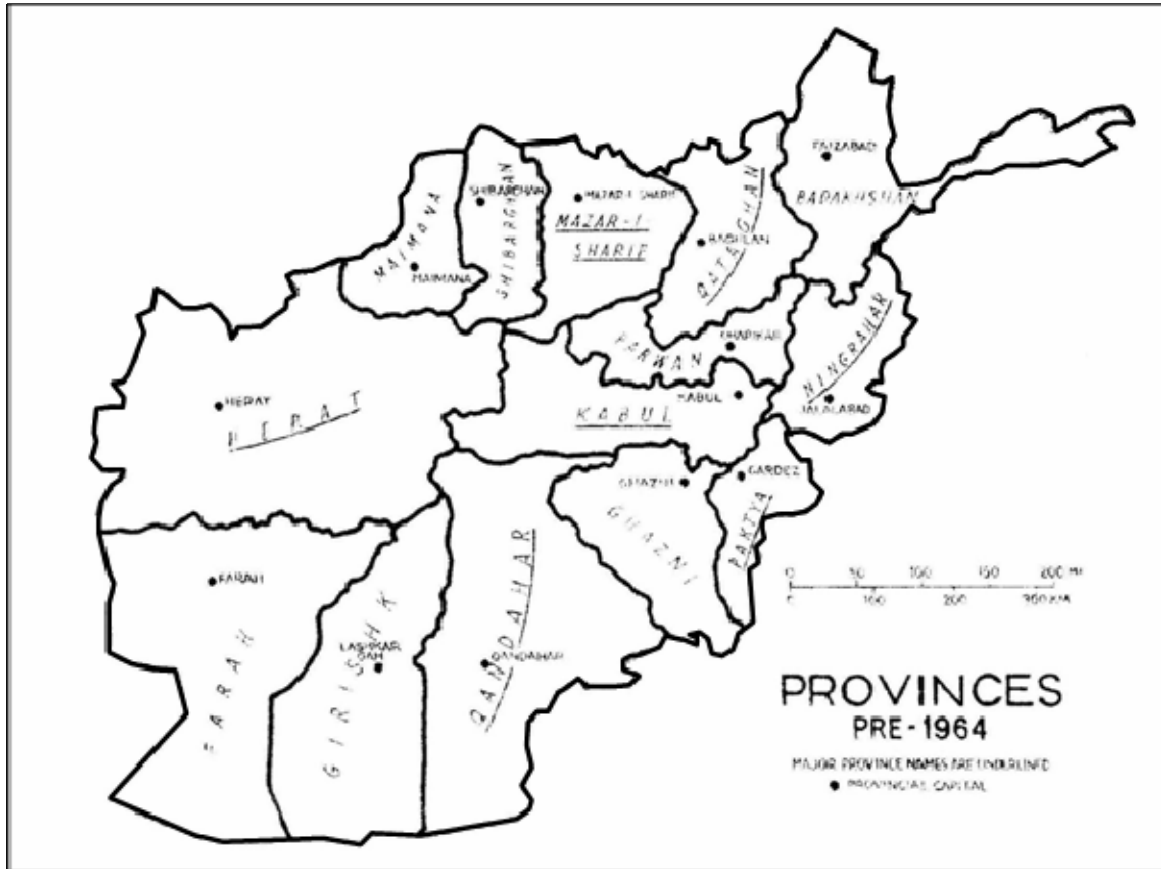 FAIZABAD
BADAKHSHAN
SHIBARGHAN
SHIBARGHAN
MAZAR-I-SHARIF
MAZAR-I-
SHARIF
MAIMANA
MAIMANA
QATAGHAN
BAGHLAN
PARWAN
CHARIKAR
NINGRAHAR
JALALABAD
HERAT
HERAT
KABUL
KABUL
GHAZNI
GHAZNI
GARDEZ
PAKTYA
FARAH
FARAH
LASHKAR
GAH
GIRISHK
QANDAHAR
QANDAHAR
0 50 100 150 200 MI
0 100 200 300 KM
PROVINCES
PRE-1964
MAJOR PROVINCE NAMES ARE UNDERLINED
PROVINCIAL CAPITAL